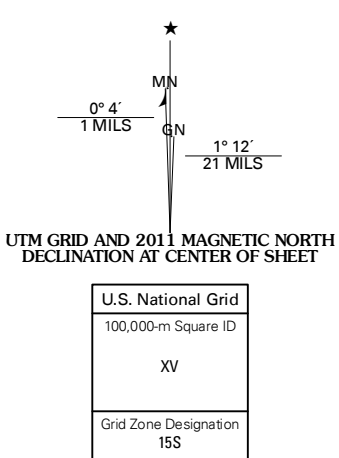 ★
MN
0° 4´
1 MILS
GN
1° 12´
21 MILS
UTM GRID AND 2011 MAGNETIC NORTH
DECLINATION AT CENTER OF SHEET
U.S. National Grid
100,000-m Square ID
XV
Grid Zone Designation
15S